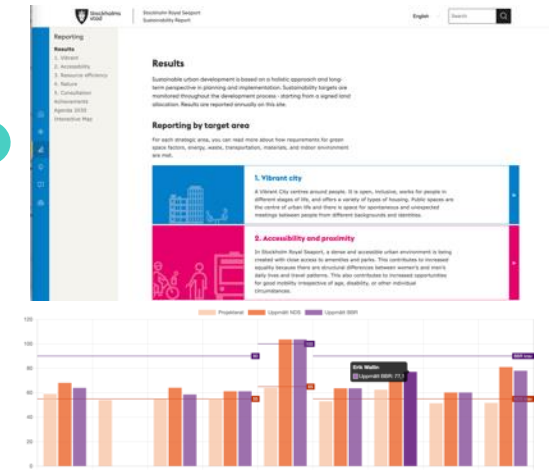 Stockholms
stad
Stockholm Royal Seaport
Sustainability Report
English
Search
Reporting
Results
1. Vibrant
2. Accessibility
3. Resource efficiency
4. Nature
5. Consultation
Achievements
Agenda 2030
Interactive Map
Results
Sustainable urban development is based on a holistic approach and long-
term perspective in planning and implementation. Sustainability targets are
monitored throughout the development process - starting from a signed land
allocation. Results are reported annually on this site.
Reporting by target area
For each strategic area, you can read more about how requirements for green
space factors, energy, waste, transportation, materials, and indoor environment
are met.
1. Vibrant city
A Vibrant City centres around people. It is open, inclusive, works for people in
different stages of life, and offers a variety of types of housing. Public spaces are
the centre of urban life and there is space for spontaneous and unexpected
meetings between people from different backgrounds and identities.
2. Accessibility and proximity
In Stockholm Royal Seaport, a dense and accessible urban environment is being
created with close access to amenities and parks. This contributes to increased
equality because there are structural differences between women's and men's
daily lives and travel patterns. This also contributes to increased opportunities
for good mobility irrespective of age, disability, or other individual
circumstances.
Projekterat Uppmätt NDS Uppmätt BBR
120
100
80
60
40
20
0
90
55
100
65
Erik Wallin
Uppmätt BBR: 77,1
BBR krav